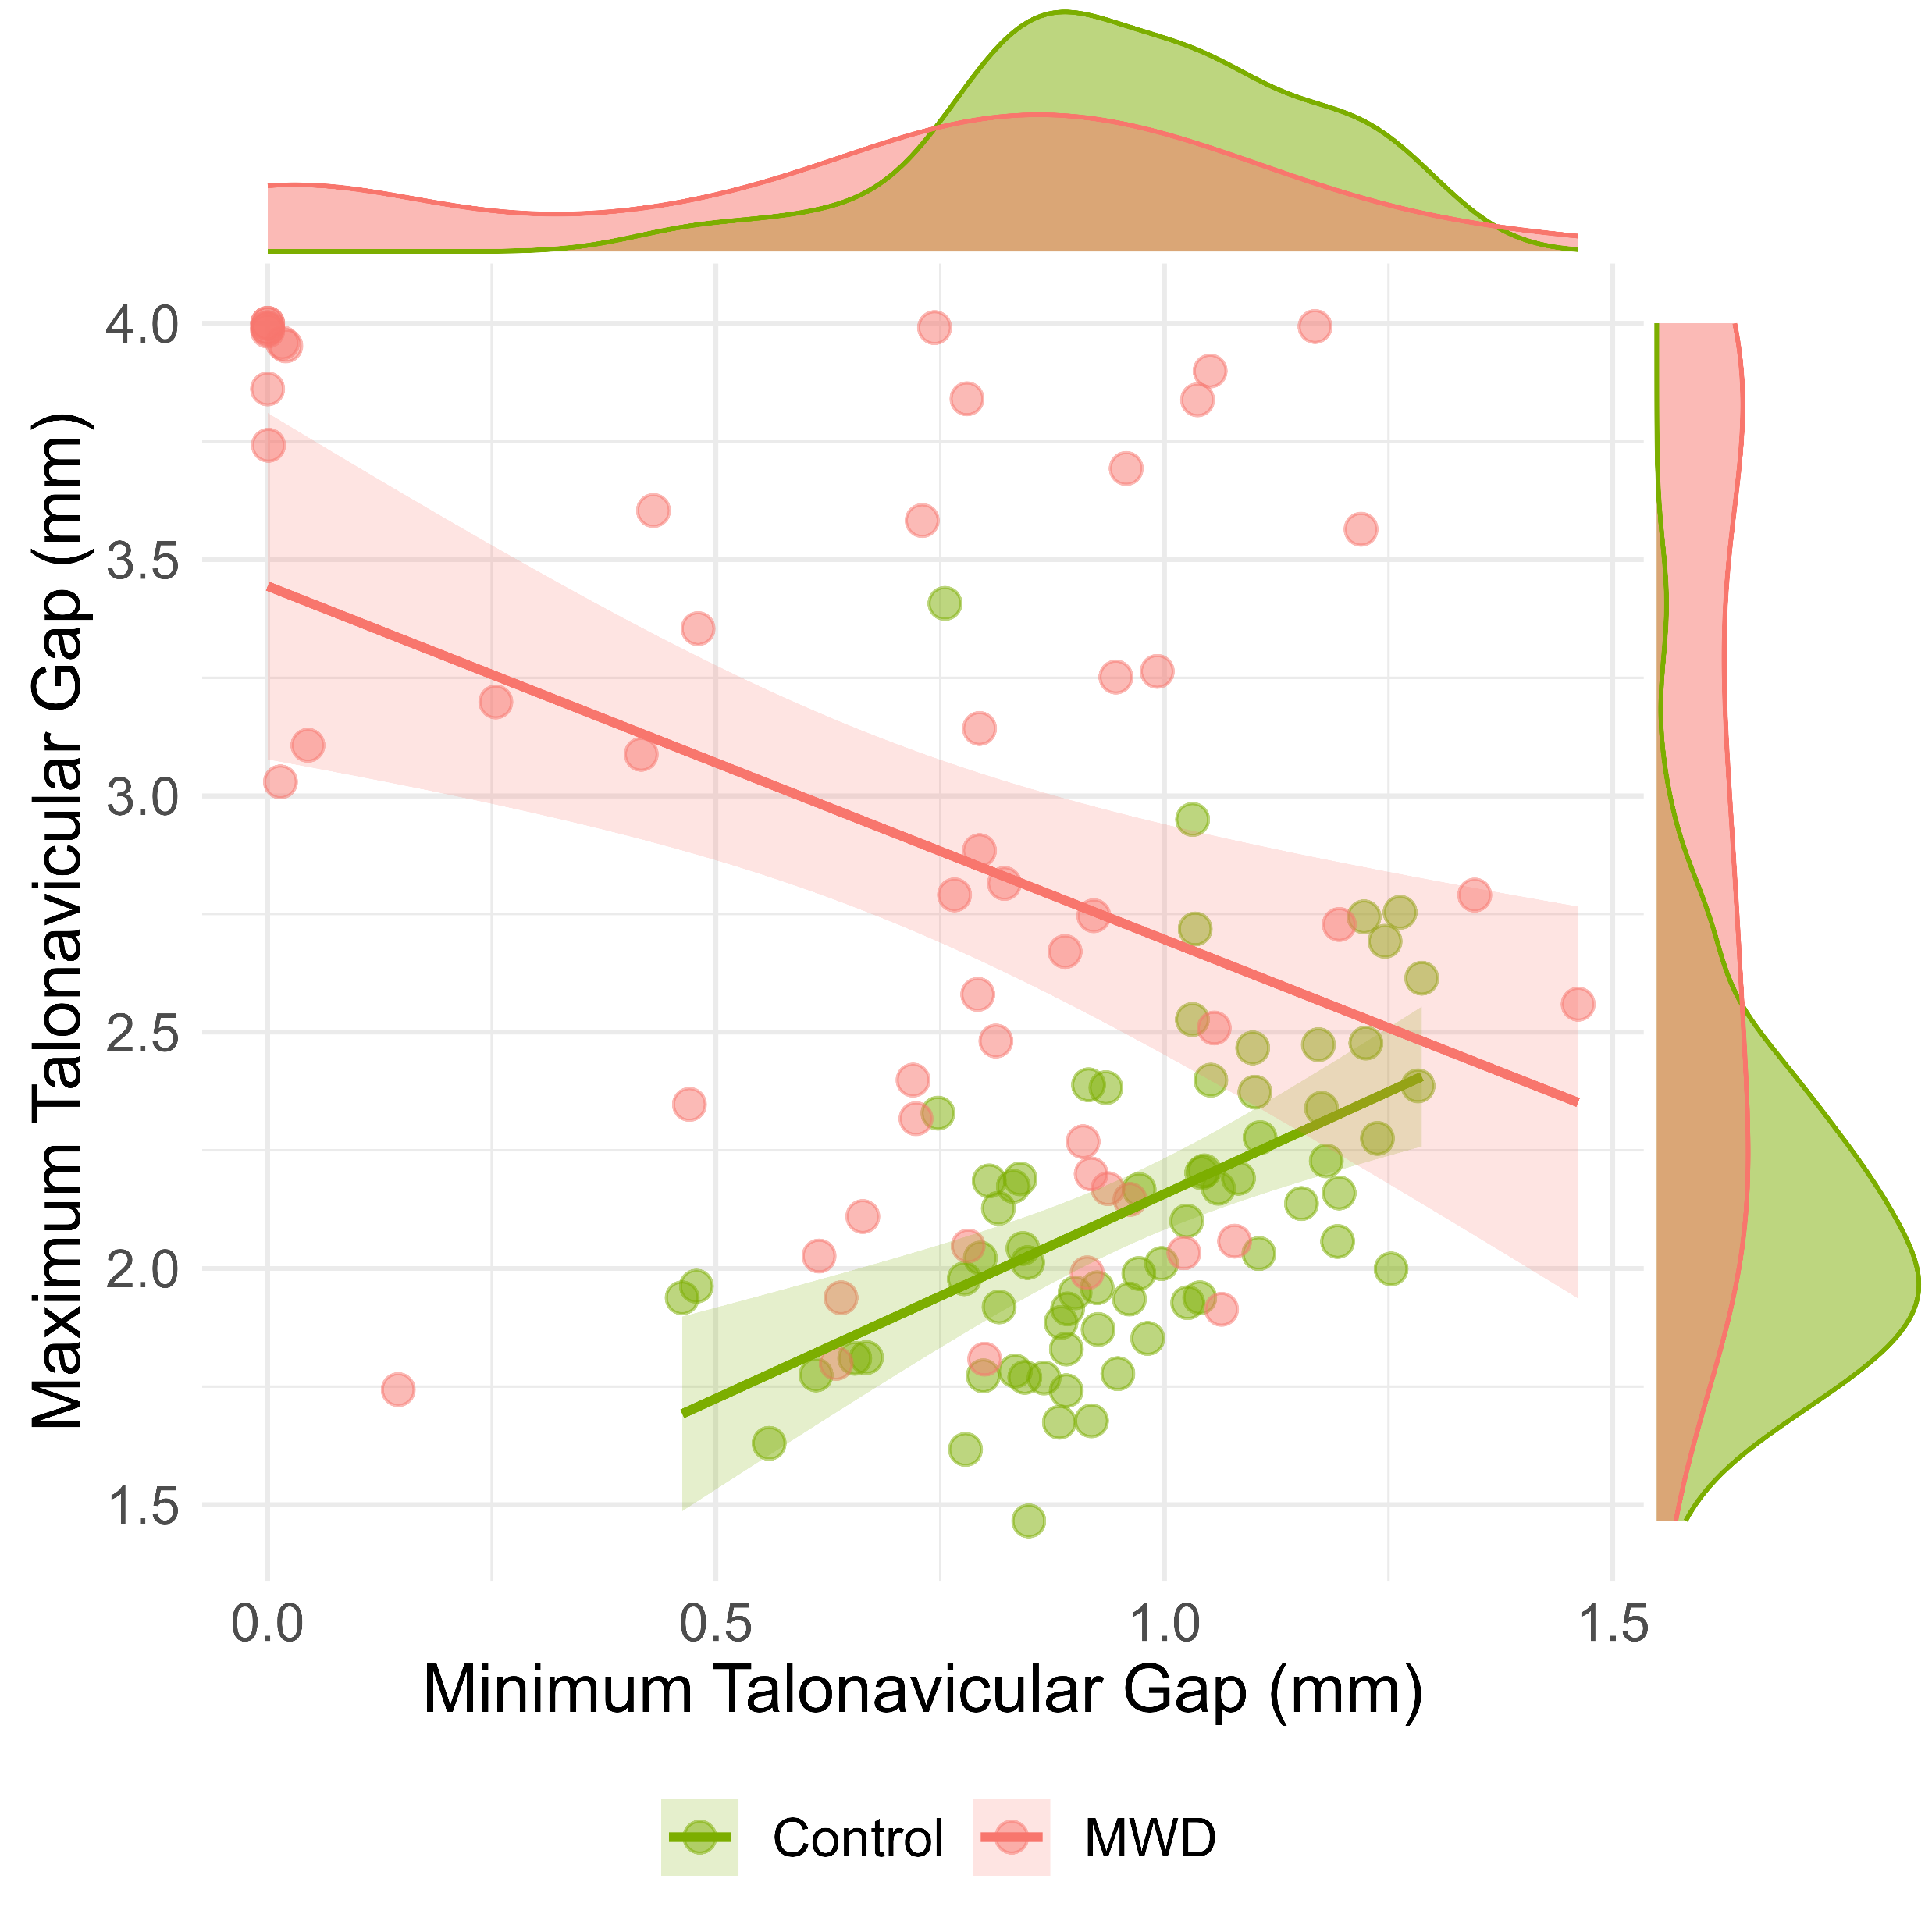 4.0
3.5
3.0
2.5
2.0
1.5
Maximum Talonavicular Gap (mm)
0.0 0.5 1.0 1.5
Minimum Talonavicular Gap (mm)
Control MWD